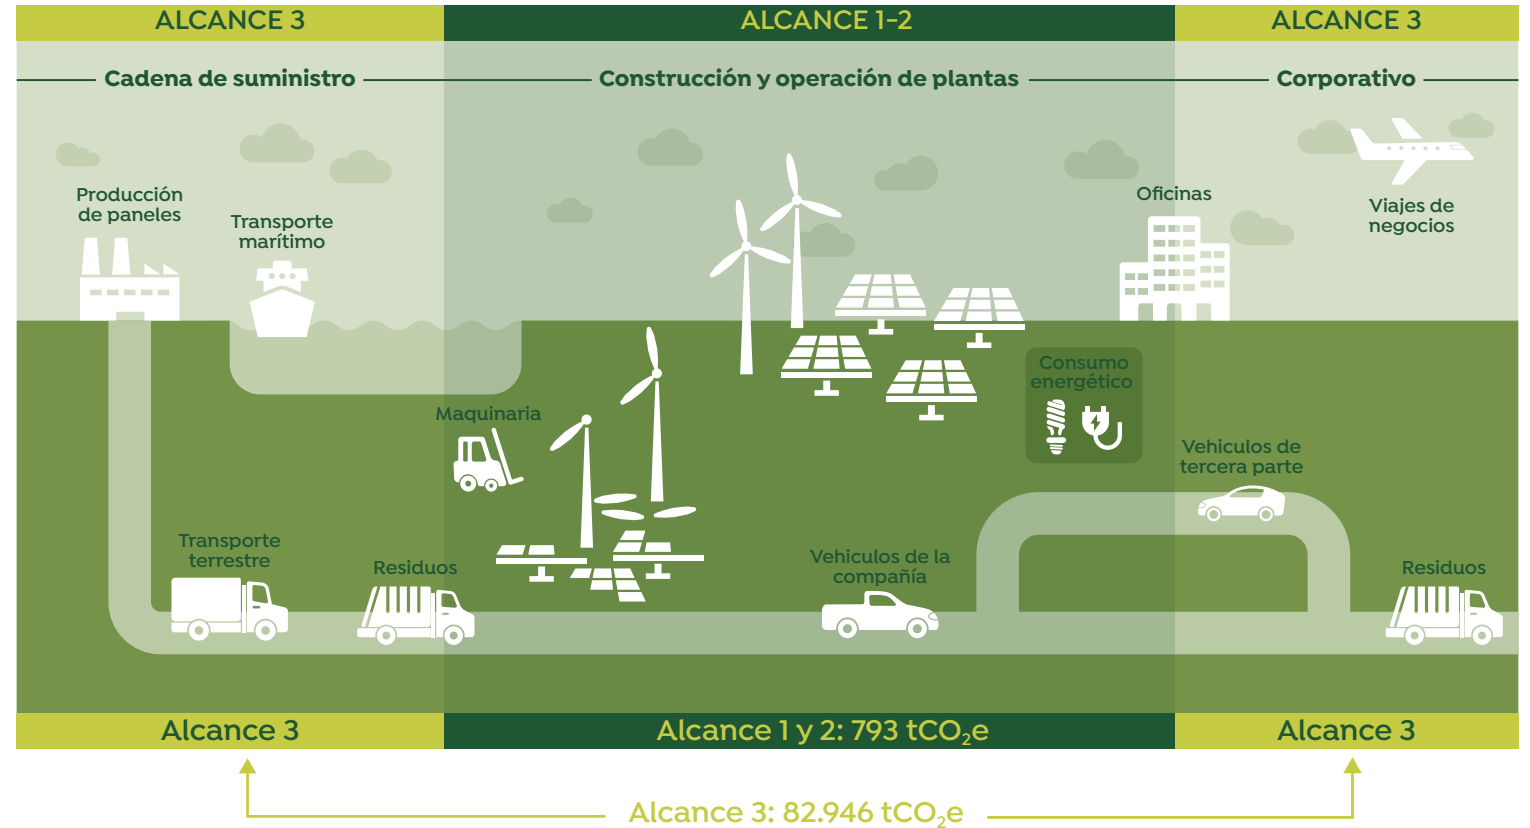 ALCANCE 3
ALCANCE 1-2
ALCANCE 3
Cadena de suministro
Construcción y operación de plantas
Corporativo
Producción
de paneles
Transporte
marítimo
Oficinas
Viajes de
negocios
Consumo
energético
Maquinaria
Vehiculos de
tercera parte
Transporte
terrestre
Residuos
Vehiculos de la
compañía
Residuos
Alcance 3
Alcance 1 y 2: 793 tCO₂e
Alcance 3
Alcance 3: 82.946 tCO₂e